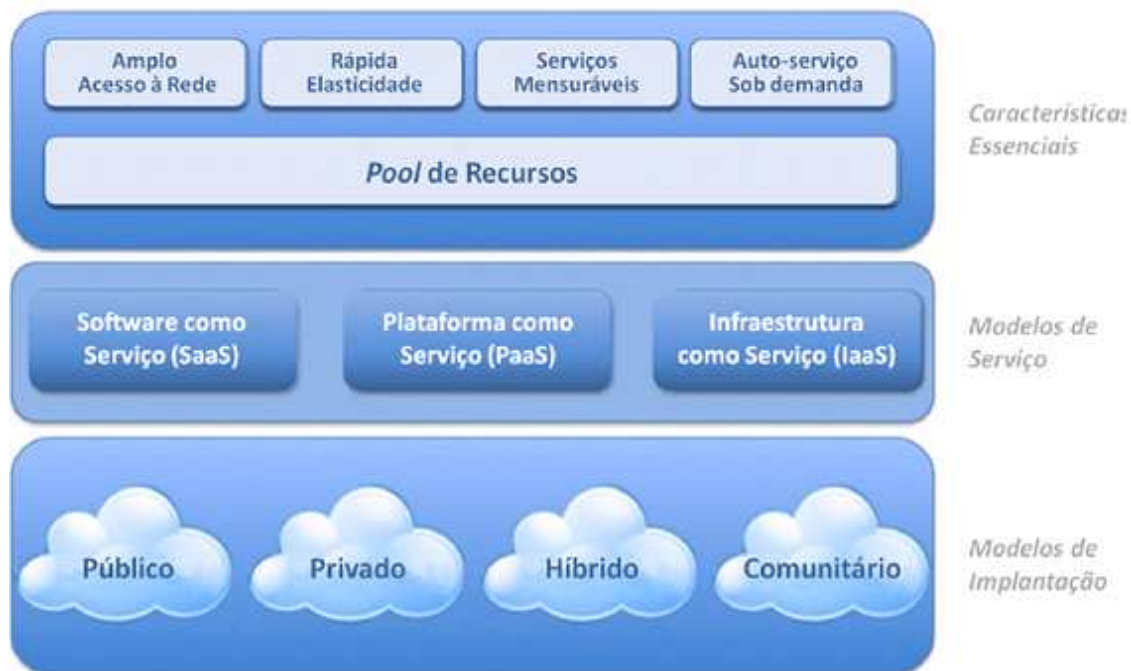 Amplo
Acesso à Rede
Rápida
Elasticidade
Serviços
Mensuráveis
Auto-serviço
Sob demanda
Pool de Recursos
Características
Essenciais
Software como
Serviço (SaaS)
Plataforma como
Serviço (PaaS)
Infraestrutura
como Serviço (IaaS)
Modelos de
Serviço
Público
Privado
Híbrido
Comunitário
Modelos de
Implantação